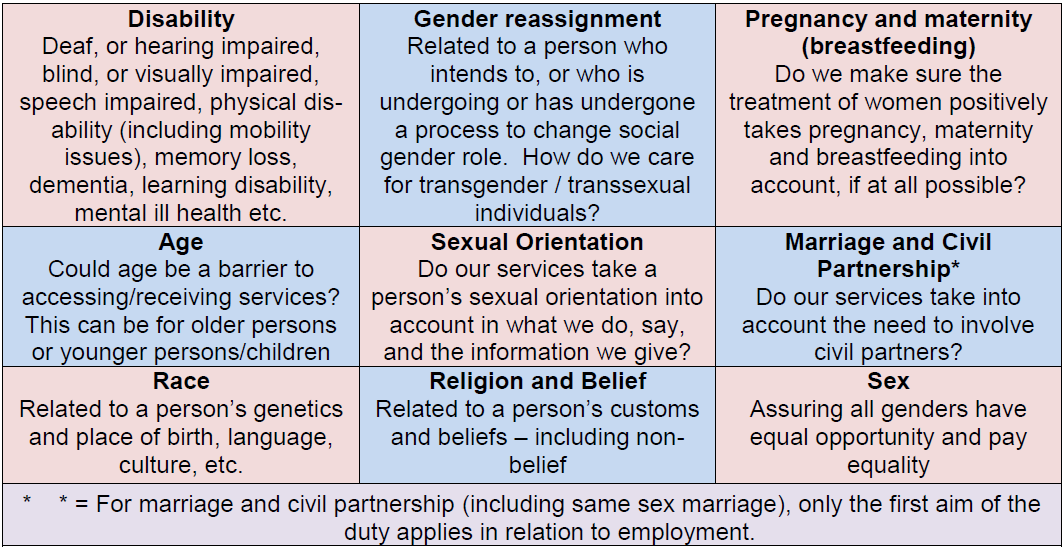 Disability
Deaf, or hearing impaired,
blind, or visually impaired,
speech impaired, physical dis-
ability (including mobility
issues), memory loss,
dementia, learning disability,
mental ill health etc.
Gender reassignment
Related to a person who
intends to, or who is
undergoing or has undergone
a process to change social
gender role.  How do we care
for transgender / transsexual
individuals?
Pregnancy and maternity
(breastfeeding)
Do we make sure the
treatment of women positively
takes pregnancy, maternity
and breastfeeding into
account, if at all possible?
Age
Could age be a barrier to
accessing/receiving services?
This can be for older persons
or younger persons/children
Sexual Orientation
Do our services take a
person’s sexual orientation into
account in what we do, say,
and the information we give?
Marriage and Civil
Partnership*
Do our services take into
account the need to involve
civil partners?
Race
Related to a person’s genetics
and place of birth, language,
culture, etc.
Religion and Belief
Related to a person’s customs
and beliefs – including non-
belief
Sex
Assuring all genders have
equal opportunity and pay
equality
*   * = For marriage and civil partnership (including same sex marriage), only the first aim of the
duty applies in relation to employment.